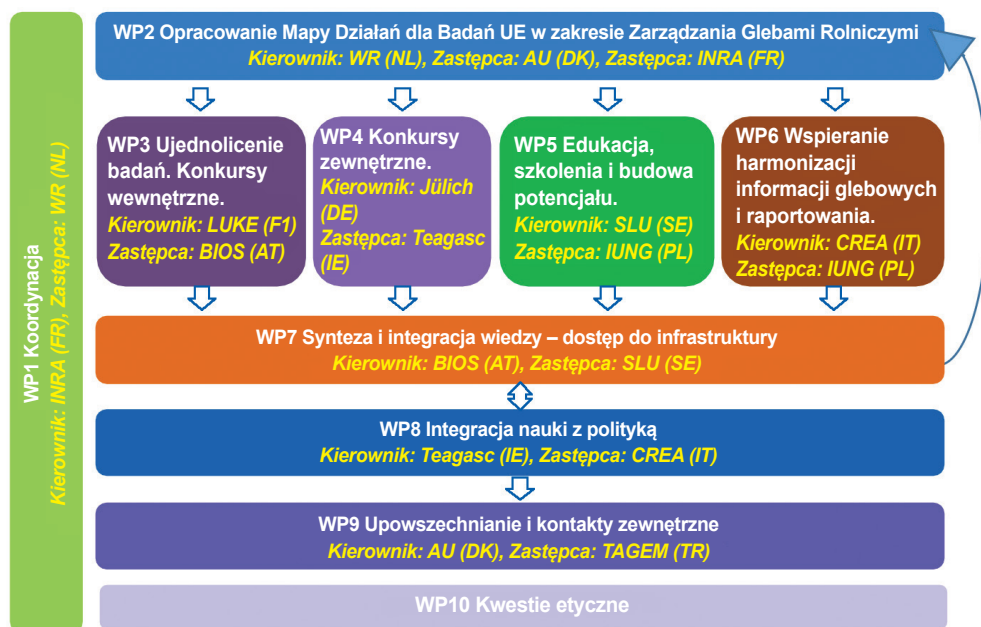 WP1 Koordynacja
Kierownik: INRA (FR), Zastępca: WR (NL)
WP2 Opracowanie Mapy Działań dla Badań UE w zakresie Zarządzania Glebami Rolniczymi
Kierownik: WR (NL), Zastępca: AU (DK), Zastępca: INRA (FR)
WP3 Ujednolicenie
badań. Konkursy
wewnętrzne.
Kierownik: LUKE (F1)
Zastępca: BIOS (AT)
WP4 Konkursy
zewnętrzne.
Kierownik: Jülich
(DE)
Zastępca: Teagasc
(IE)
WP5 Edukacja,
szkolenia i budowa
potencjału.
Kierownik: SLU (SE)
Zastępca: IUNG (PL)
WP6 Wspieranie
harmonizacji
informacji glebowych
i raportowania.
Kierownik: CREA (IT)
Zastępca: IUNG (PL)
WP7 Synteza i integracja wiedzy – dostęp do infrastruktury
Kierownik: BIOS (AT), Zastępca: SLU (SE)
WP8 Integracja nauki z polityką
Kierownik: Teagasc (IE), Zastępca: CREA (IT)
WP9 Upowszechnianie i kontakty zewnętrzne
Kierownik: AU (DK), Zastępca: TAGEM (TR)
WP10 Kwestie etyczne